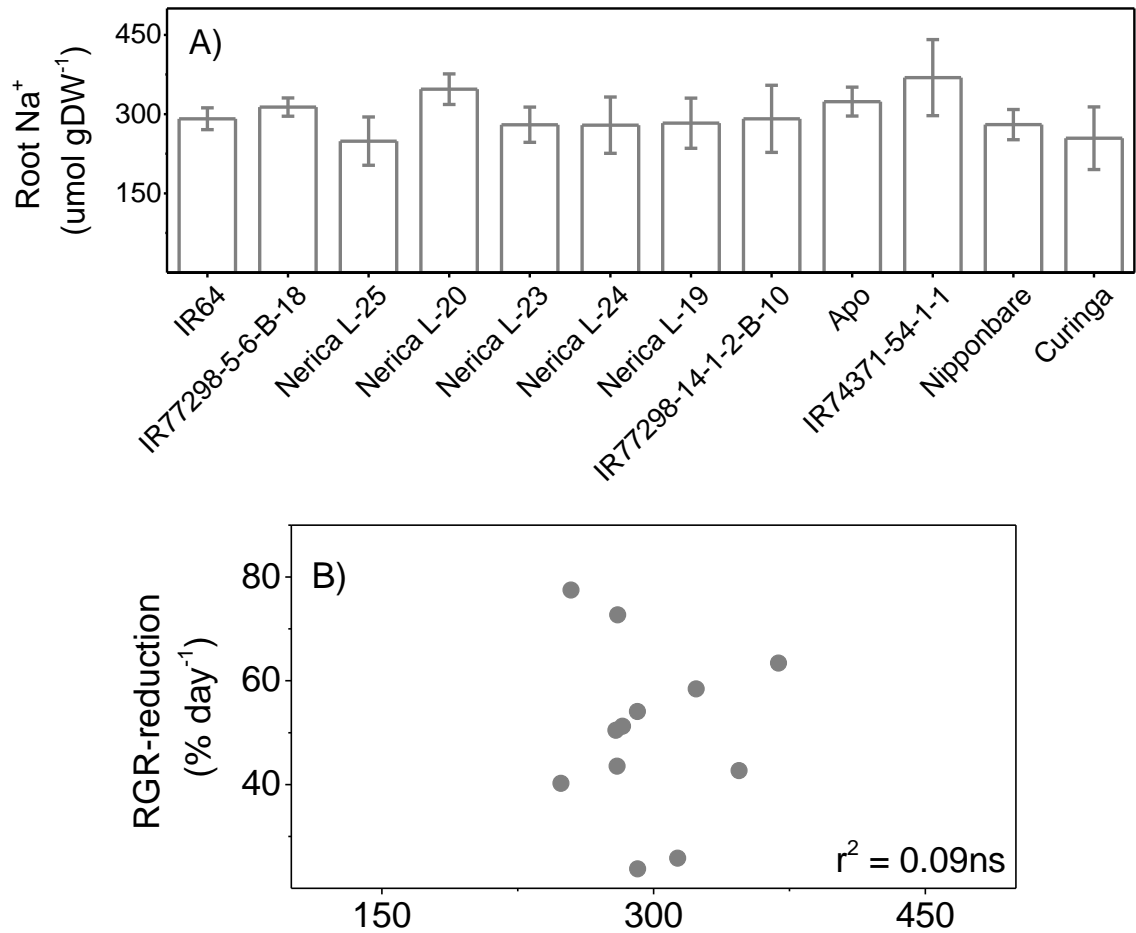 A)
Root Na⁺
(umol gDW⁻¹)
450
300
150
IR64
IR77298-5-6-B-18
Nerica L-25
Nerica L-20
Nerica L-23
Nerica L-24
Nerica L-19
IR77298-14-1-2-B-10
Apo
IR74371-54-1-1
Nipponbare
Curinga
B)
RGR-reduction
(% day⁻¹)
80
60
40
r² = 0.09ns
150
300
450